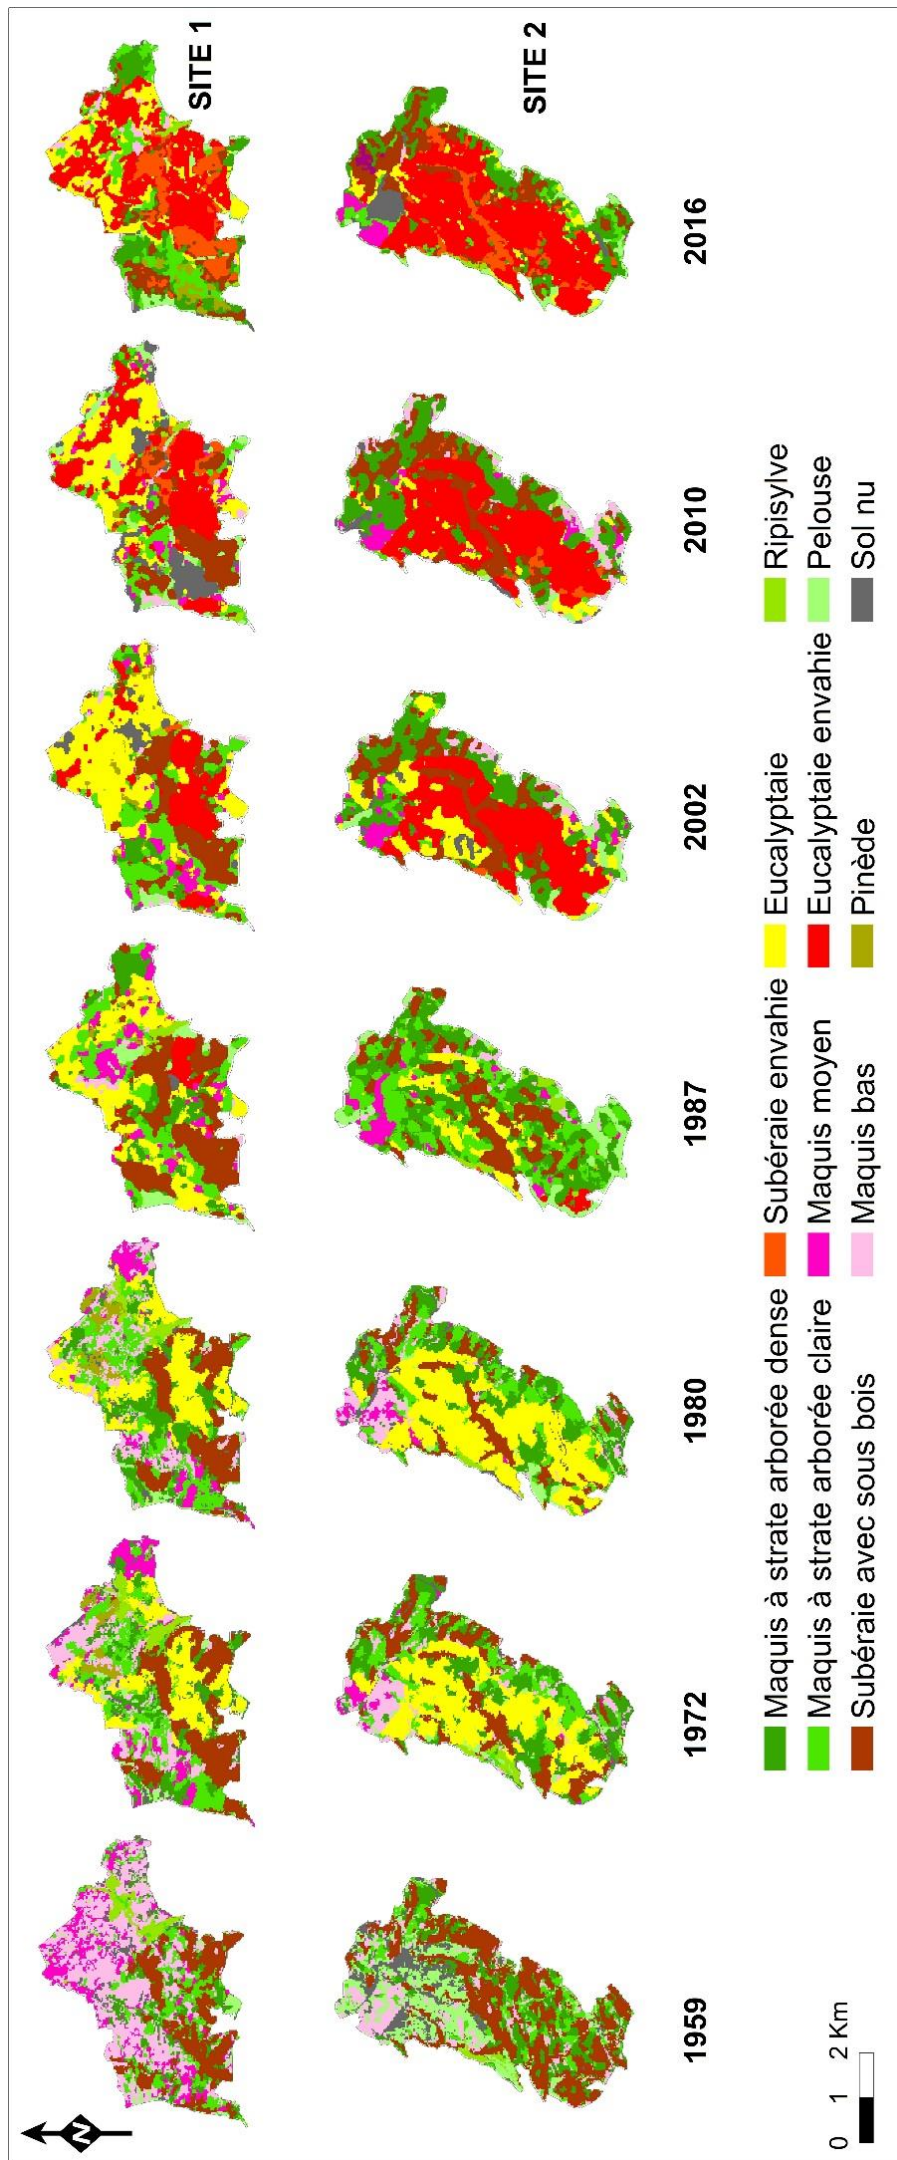 N
SITE 1
SITE 2
1959
1972
1980
1987
2002
2010
2016
0 1 2 Km
Maquis à strate arborée dense
Maquis à strate arborée claire
Subéraie avec sous bois
Subéraie envahie
Maquis moyen
Maquis bas
Eucalyptaie
Eucalyptaie envahie
Pinède
Ripisylve
Pelouse
Sol nu